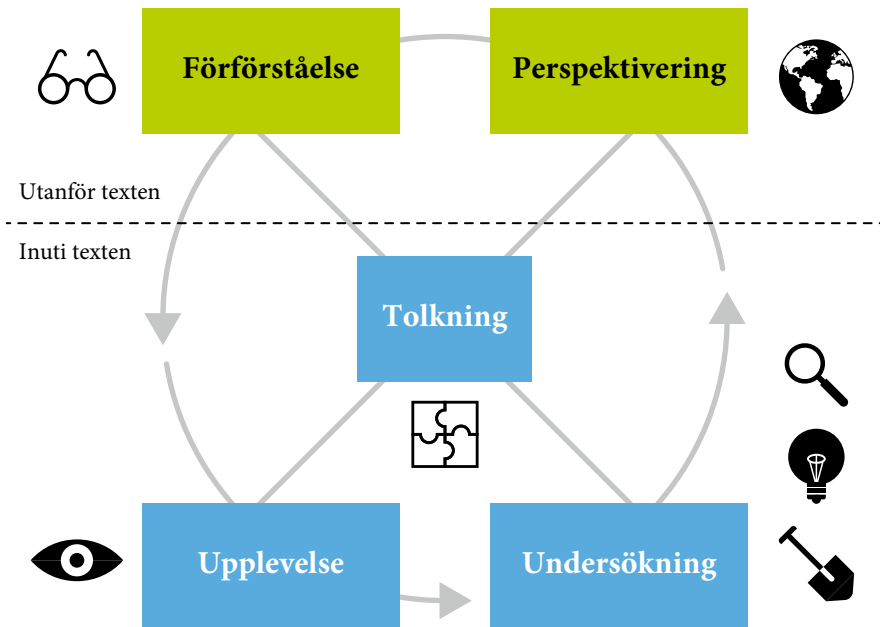 Förförståelse
Perspektivering
Utanför texten
Inuti texten
Tolkning
Upplevelse
Undersökning